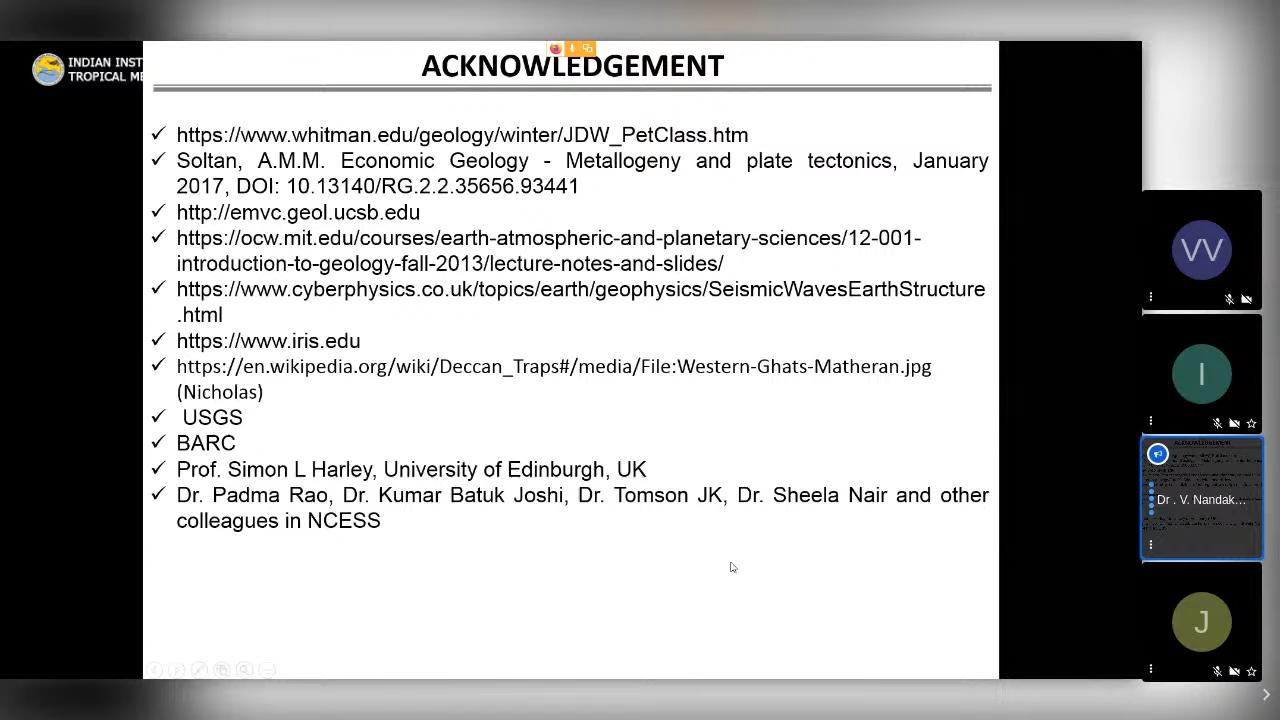 INDIAN INST
TROPICAL ME
ACKNOWLEDGEMENT
✓ https://www.whitman.edu/geology/winter/JDW_PetClass.htm
✓ Soltan, A.M.M. Economic Geology - Metallogeny and plate tectonics, January
2017, DOI: 10.13140/RG.2.2.35656.93441
✓ http://emvc.geol.ucsb.edu
✓ https://ocw.mit.edu/courses/earth-atmospheric-and-planetary-sciences/12-001-
introduction-to-geology-fall-2013/lecture-notes-and-slides/
✓ https://www.cyberphysics.co.uk/topics/earth/geophysics/SeismicWavesEarthStructure
.html
✓ https://www.iris.edu
✓ https://en.wikipedia.org/wiki/Deccan_Traps#/media/File:Western-Ghats-Matheran.jpg
(Nicholas)
✓ USGS
✓ BARC
✓ Prof. Simon L Harley, University of Edinburgh, UK
✓ Dr. Padma Rao, Dr. Kumar Batuk Joshi, Dr. Tomson JK, Dr. Sheela Nair and other
colleagues in NCESS
VV
I
Dr . V. Nandak...
J